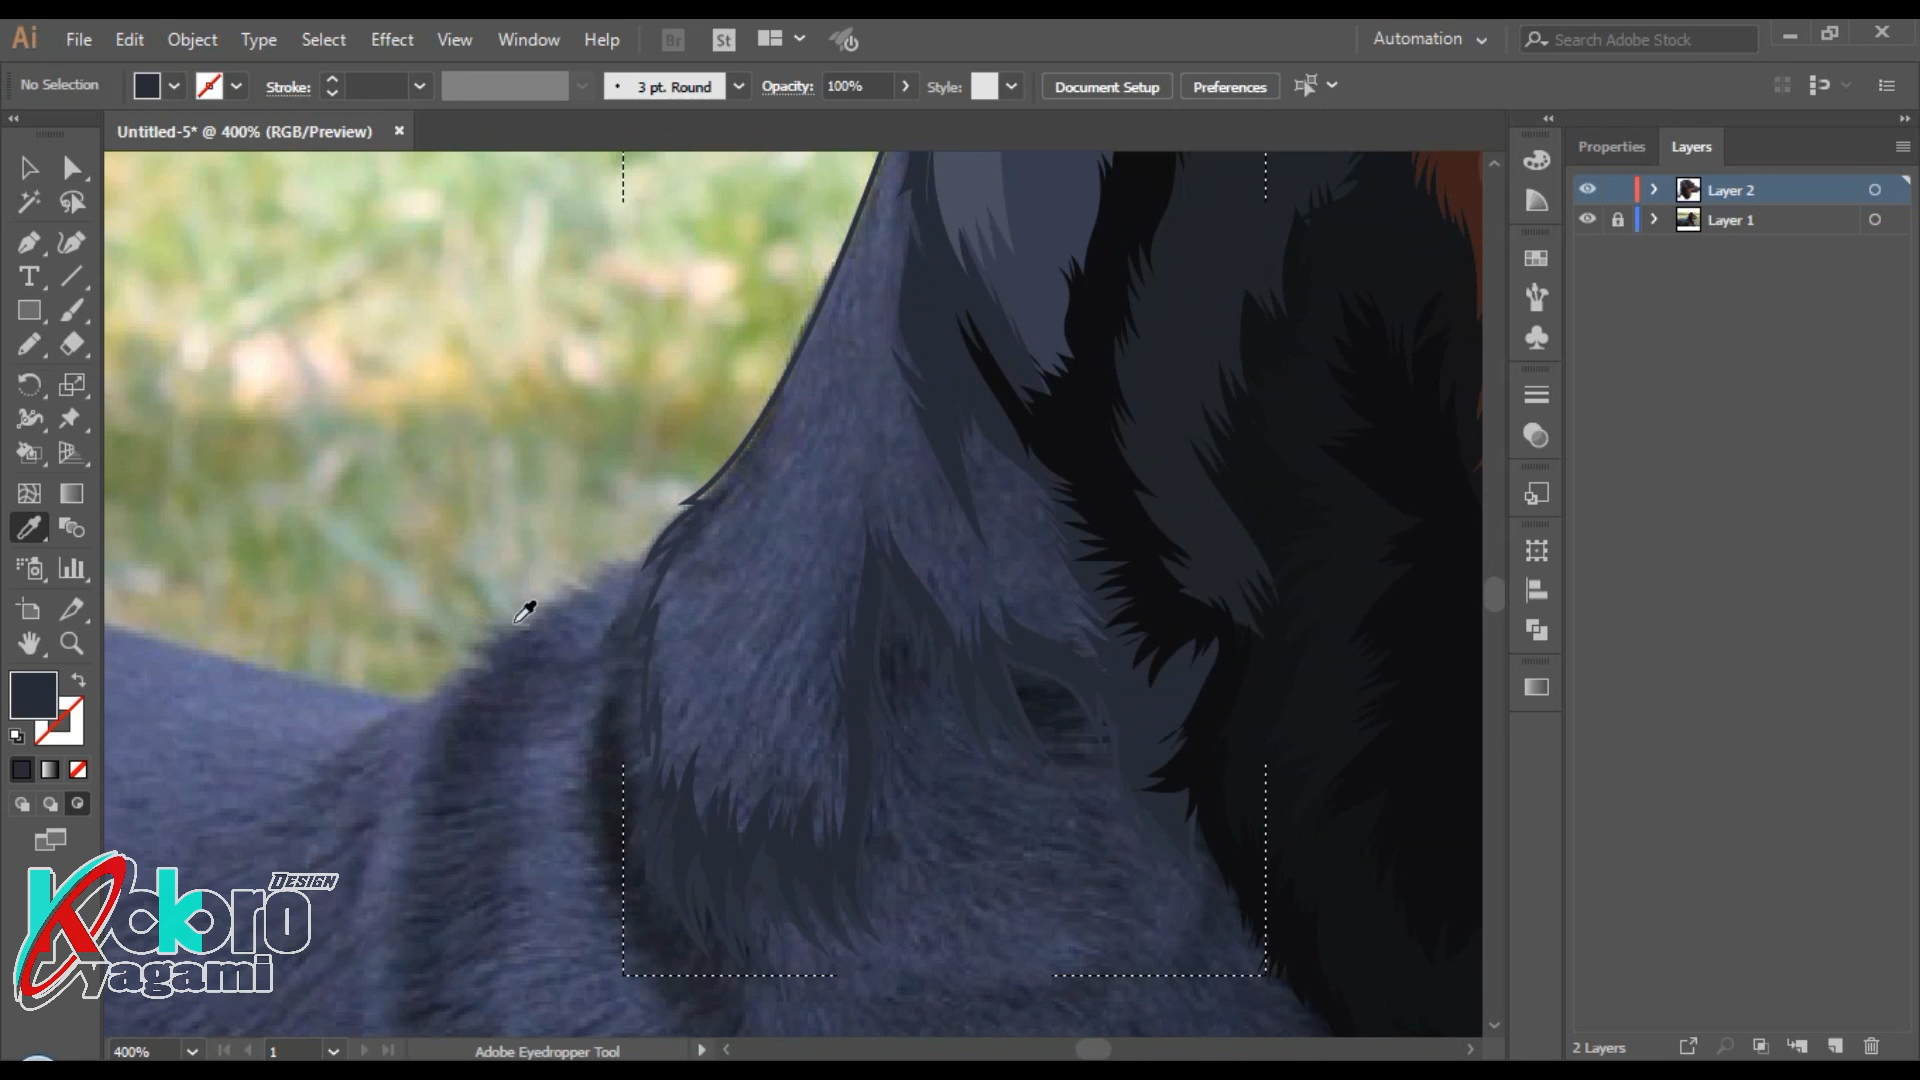 Ai File Edit Object Type Select Effect View Window Help Br St Automation Search Adobe Stock
No Selection Stroke: 3 pt. Round Opacity: 100% Style: Document Setup Preferences
Untitled-5* @ 400% (RGB/Preview)
Properties Layers
Layer 2
Layer 1
Kokoro Design
yagami
400% 1 Adobe Eyedropper Tool
2 Layers